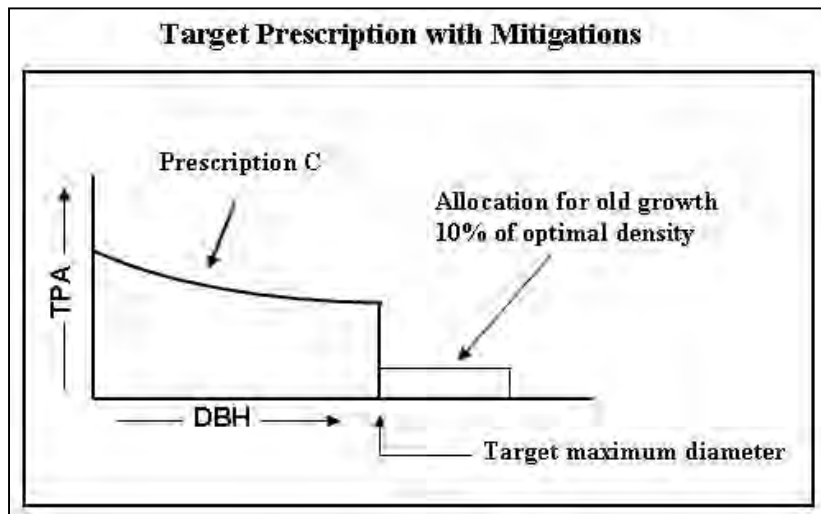 Target Prescription with Mitigations
Prescription C
Allocation for old growth
10% of optimal density
TPA
DBH
Target maximum diameter